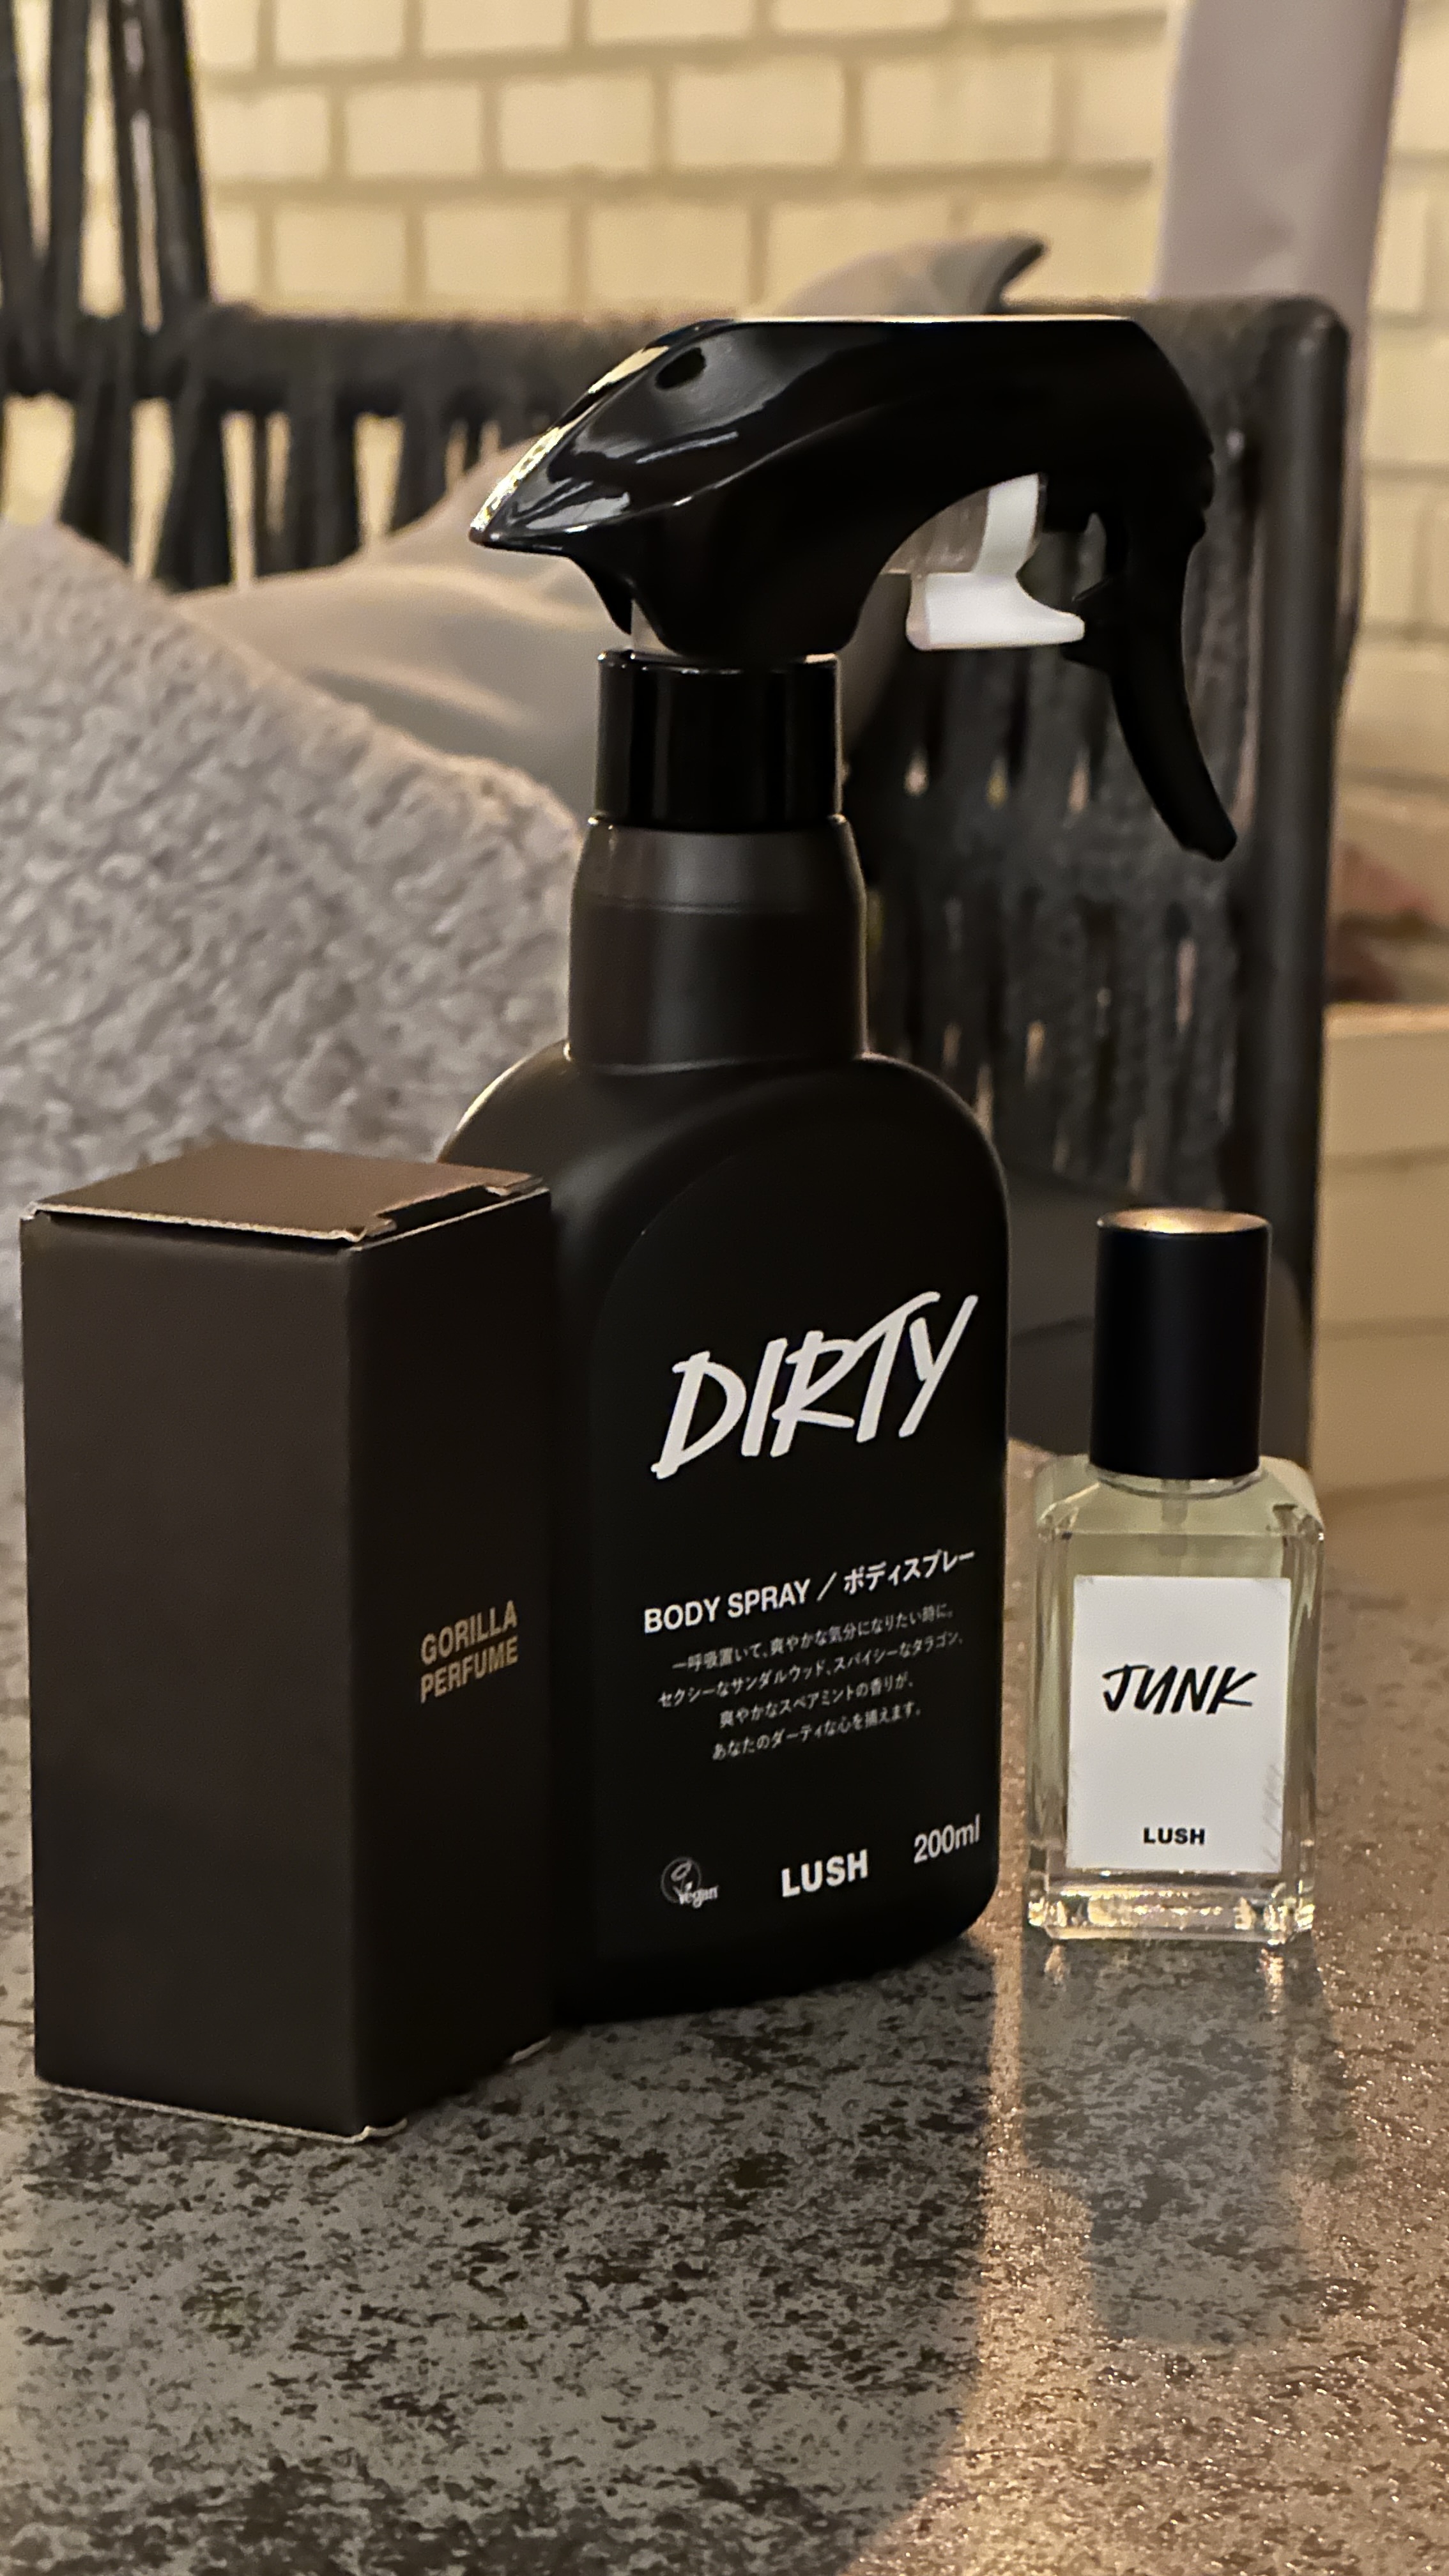 GORILLA
PERFUME
DIRTY
BODY SPRAY / ボディスプレー
一呼吸置いて、爽やかな気分になりたい時に。
セクシーなサンダルウッド、スパイシーなタラゴン、
爽やかなスペアミントの香りが、
あなたのダーティな心を捕えます。
vegan
LUSH
200ml
JUNK
LUSH